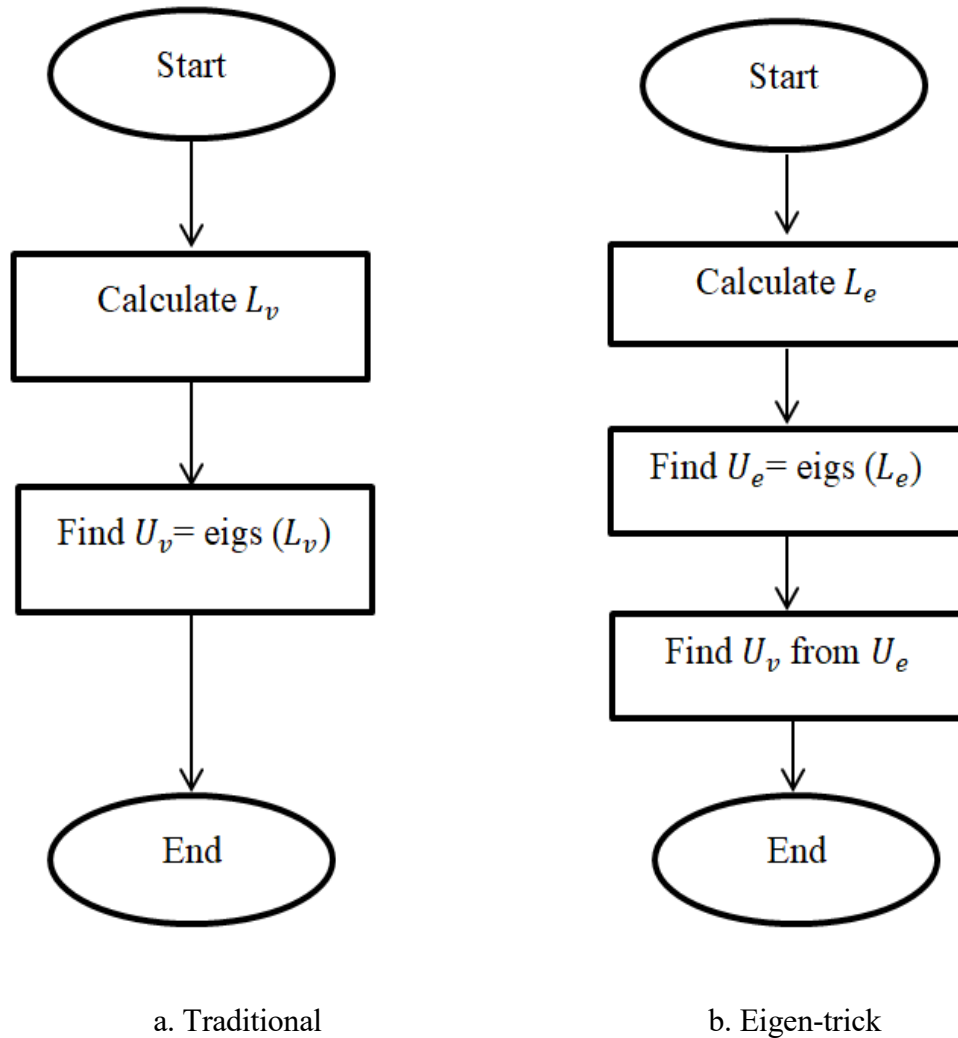 Start
Calculate L_v
Find U_v= eigs (L_v)
End
a. Traditional
Start
Calculate L_e
Find U_e= eigs (L_e)
Find U_v from U_e
End
b. Eigen-trick